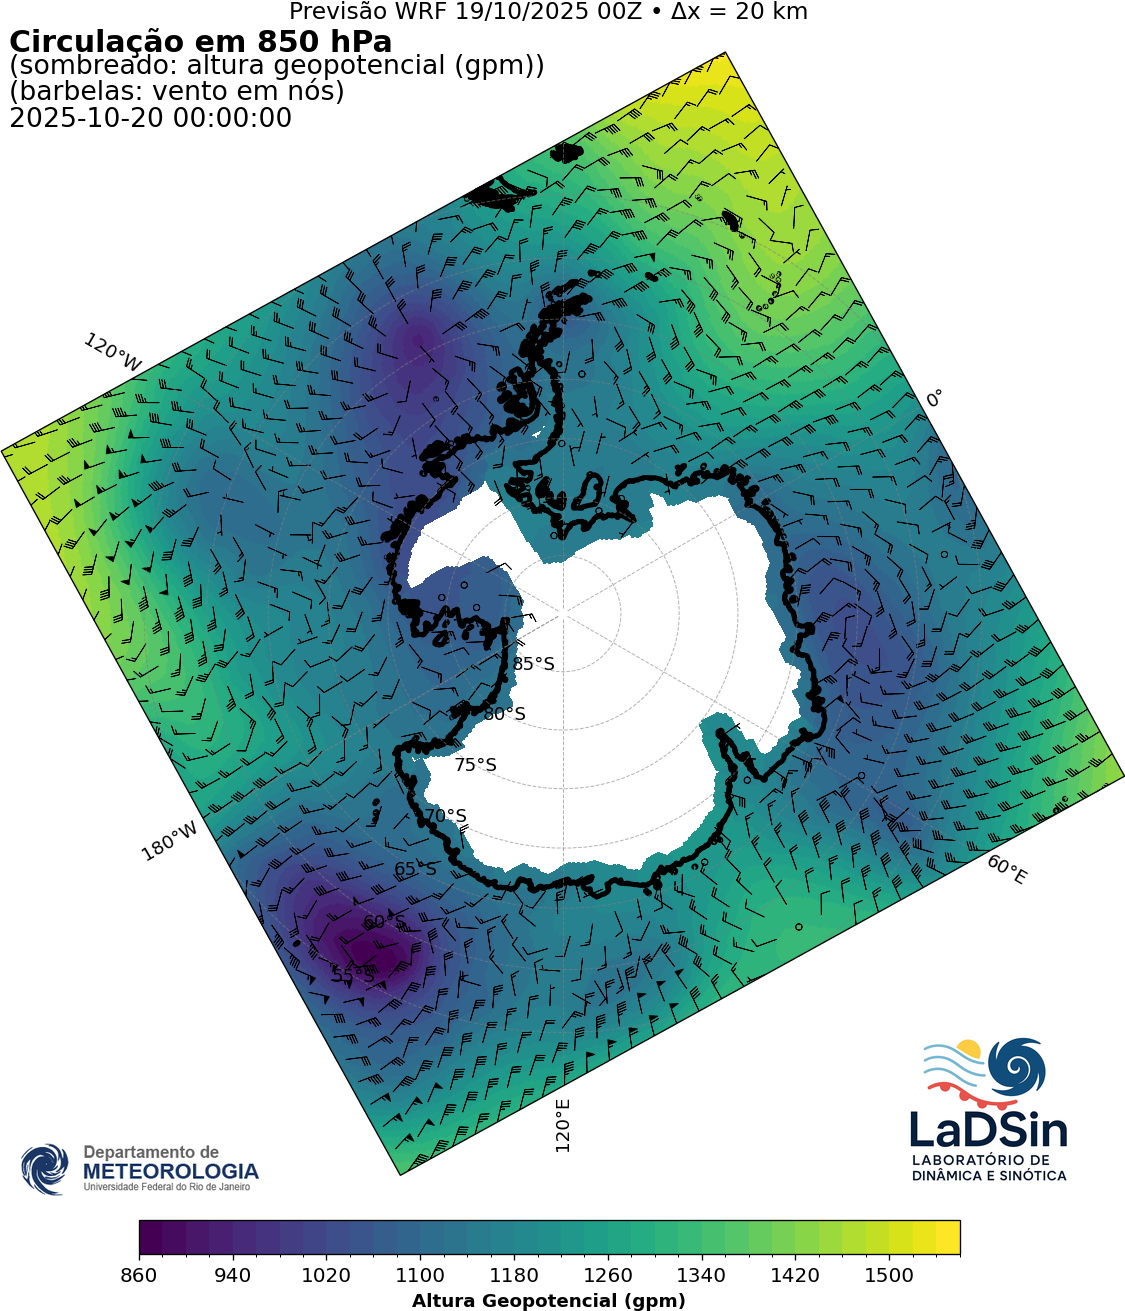 Previsão WRF 19/10/2025 00Z • Δx = 20 km
Circulação em 850 hPa
(sombreado: altura geopotencial (gpm))
(barbelas: vento em nós)
2025-10-20 00:00:00
120°W
0°
85°S
80°S
75°S
70°S
180°W
65°S
60°E
60°S
55°S
120°E
LaDSin
LABORATÓRIO DE
DINÂMICA E SINÓTICA
Departamento de
METEOROLOGIA
Universidade Federal do Rio de Janeiro
860 940 1020 1100 1180 1260 1340 1420 1500
Altura Geopotencial (gpm)